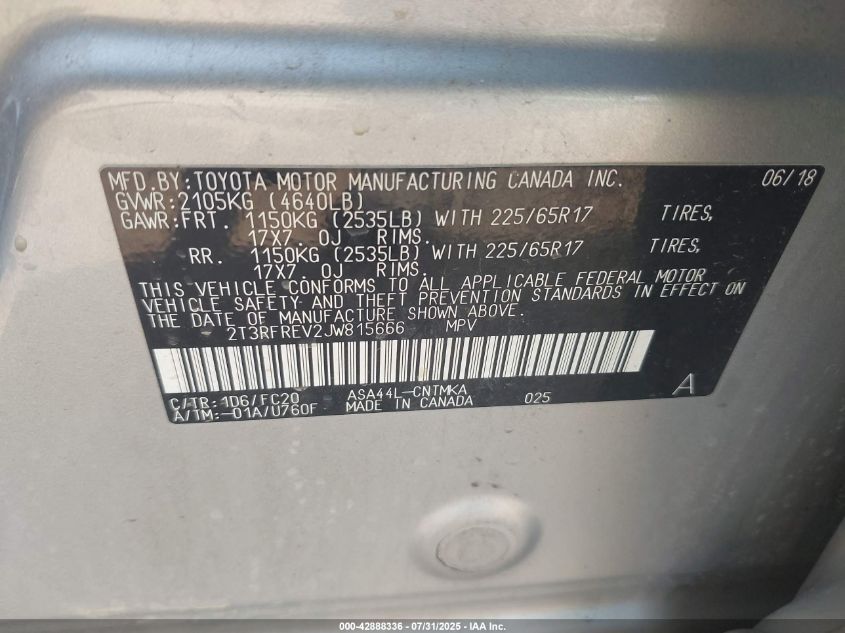 MFD.BY:TOYOTA MOTOR MANUFACTURING CANADA INC. 06/18
GVWR:2105KG (4640LB)
GAWR:FRT. 1150KG (2535LB) WITH 225/65R17 TIRES,
17X7.0J RIMS.
RR. 1150KG (2535LB) WITH 225/65R17 TIRES,
17X7.0J RIMS.
THIS VEHICLE CONFORMS TO ALL APPLICABLE FEDERAL MOTOR
VEHICLE SAFETY AND THEFT PREVENTION STANDARDS IN EFFECT ON
THE DATE OF MANUFACTURE SHOWN ABOVE.
2T3RFREV2JW815666 MPV
C/TR:1D6/FC20 ASA44L-CNTMKA 025 A
A/TM:-01A/U760F MADE IN CANADA
000-42888336 - 07/31/2025 - IAA Inc.